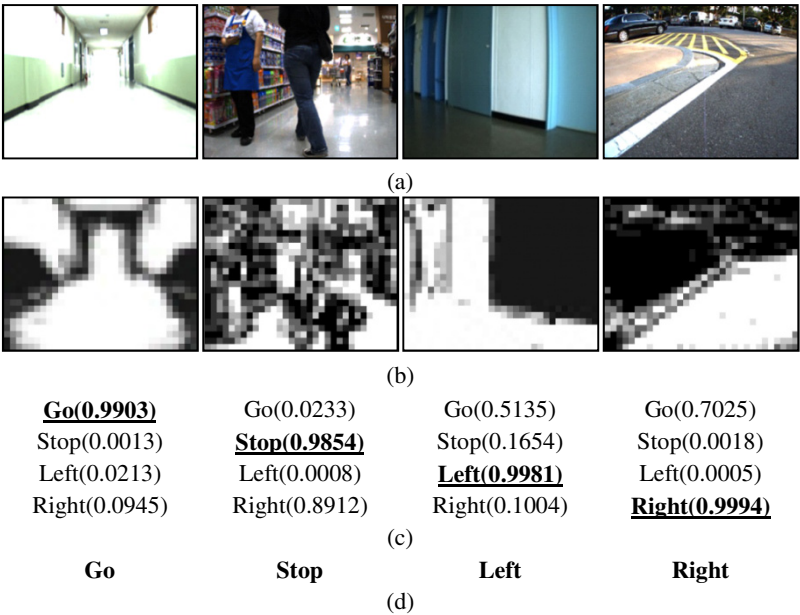 (a)
(b)
Go(0.9903) Go(0.0233) Go(0.5135) Go(0.7025)
Stop(0.0013) Stop(0.9854) Stop(0.1654) Stop(0.0018)
Left(0.0213) Left(0.0008) Left(0.9981) Left(0.0005)
Right(0.0945) Right(0.8912) Right(0.1004) Right(0.9994)
(c)
Go Stop Left Right
(d)